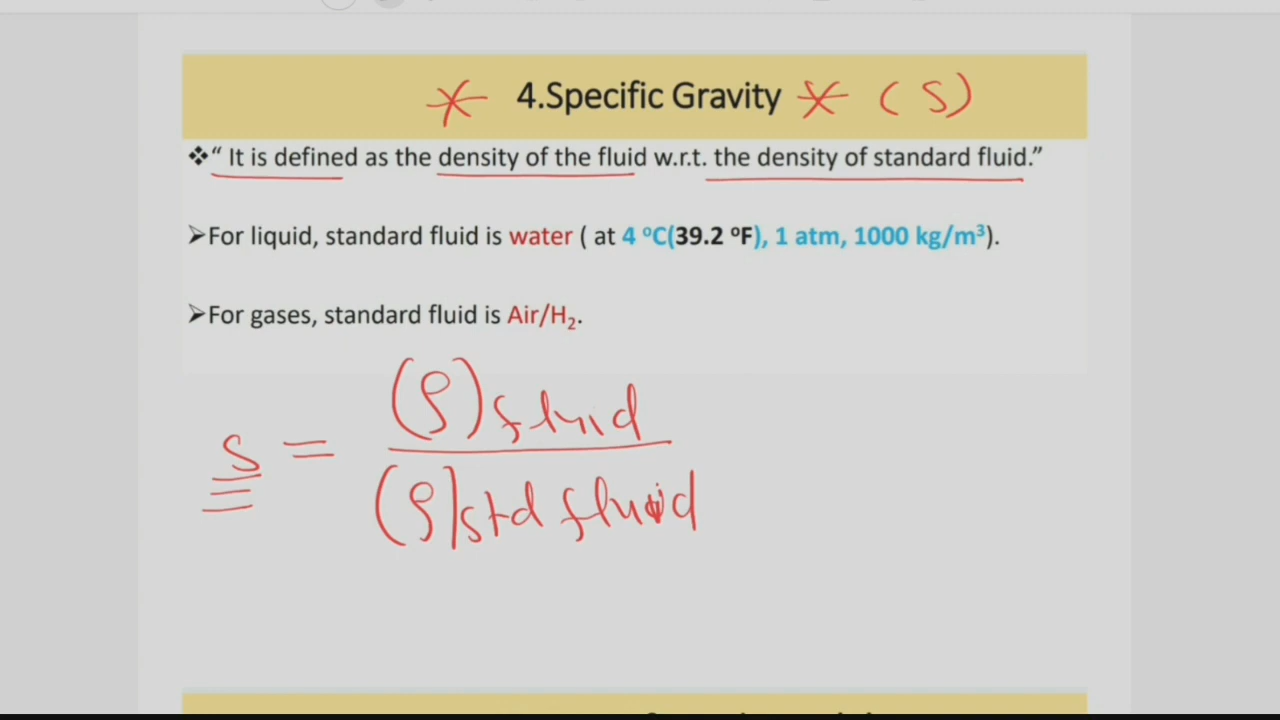 * 4.Specific Gravity * (S)
❖“ It is defined as the density of the fluid w.r.t. the density of standard fluid.”
➢For liquid, standard fluid is water ( at 4 ⁰C(39.2 ⁰F), 1 atm, 1000 kg/m³).
➢For gases, standard fluid is Air/H₂.
(ρ)fluid
S =
(ρ)std fluid